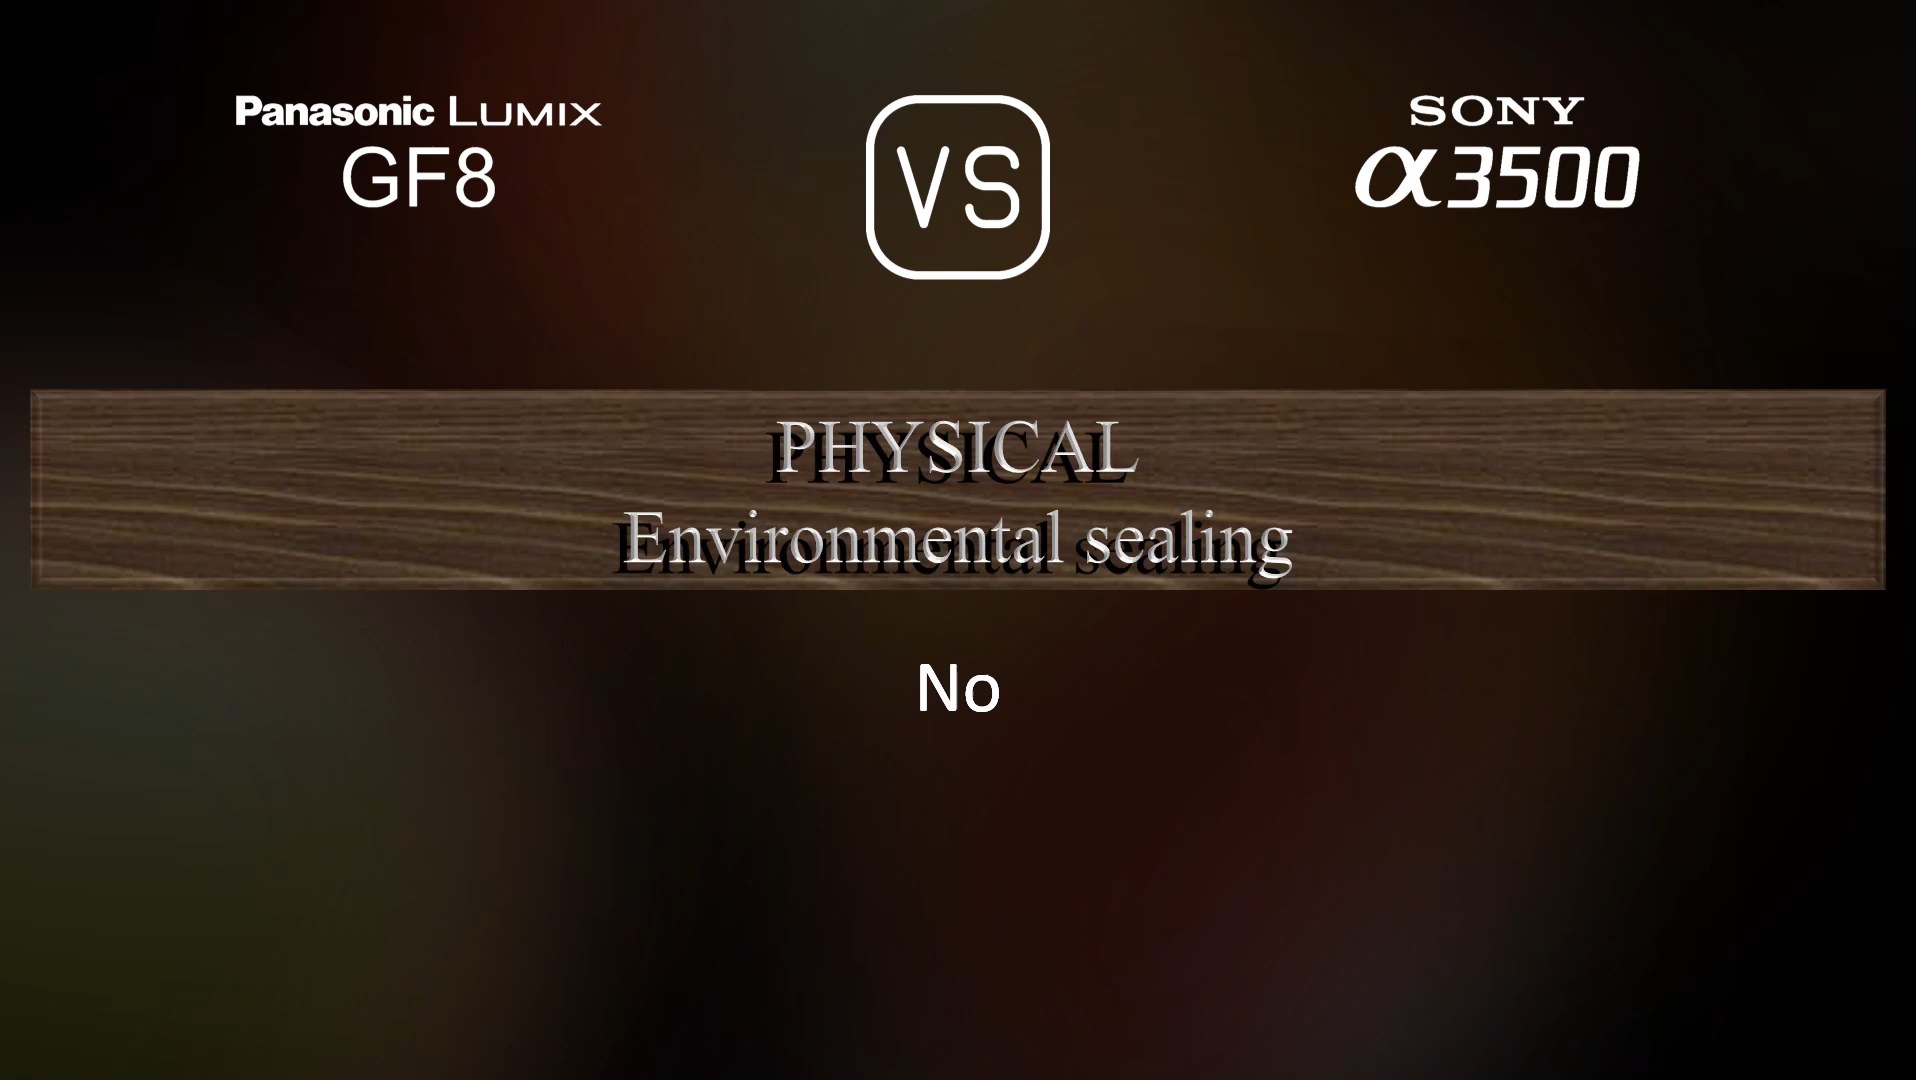 Panasonic LUMIX
GF8
VS
SONY
α3500
PHYSICAL
Environmental sealing
No